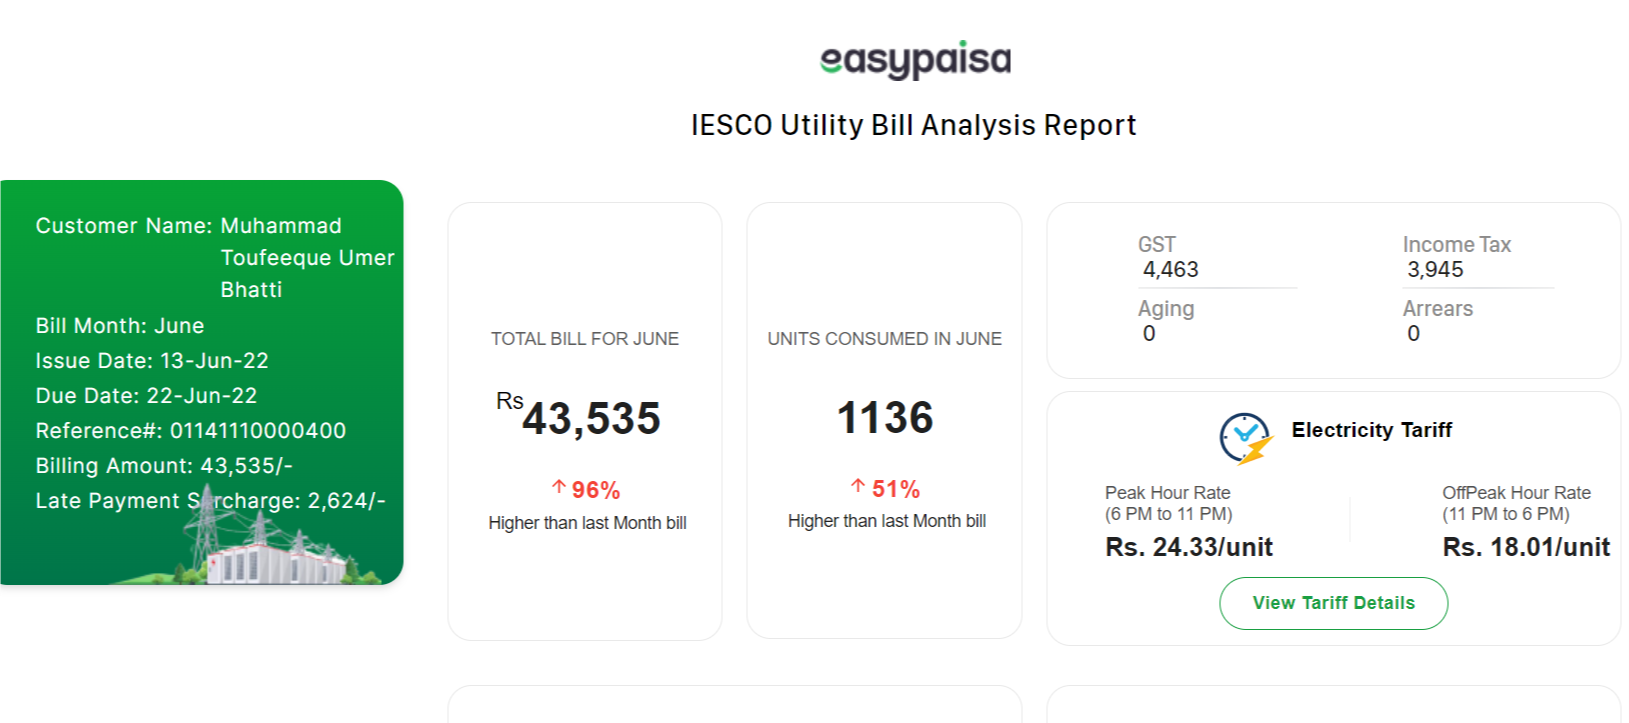 easypaisa
IESCO Utility Bill Analysis Report
Customer Name: Muhammad
Toufeeque Umer
Bhatti
Bill Month: June
Issue Date: 13-Jun-22
Due Date: 22-Jun-22
Reference#: 01141110000400
Billing Amount: 43,535/-
Late Payment Surcharge: 2,624/-
TOTAL BILL FOR JUNE
Rs 43,535
↑ 96%
Higher than last Month bill
UNITS CONSUMED IN JUNE
1136
↑ 51%
Higher than last Month bill
GST
4,463
Income Tax
3,945
Aging
0
Arrears
0
Electricity Tariff
Peak Hour Rate
(6 PM to 11 PM)
Rs. 24.33/unit
OffPeak Hour Rate
(11 PM to 6 PM)
Rs. 18.01/unit
View Tariff Details